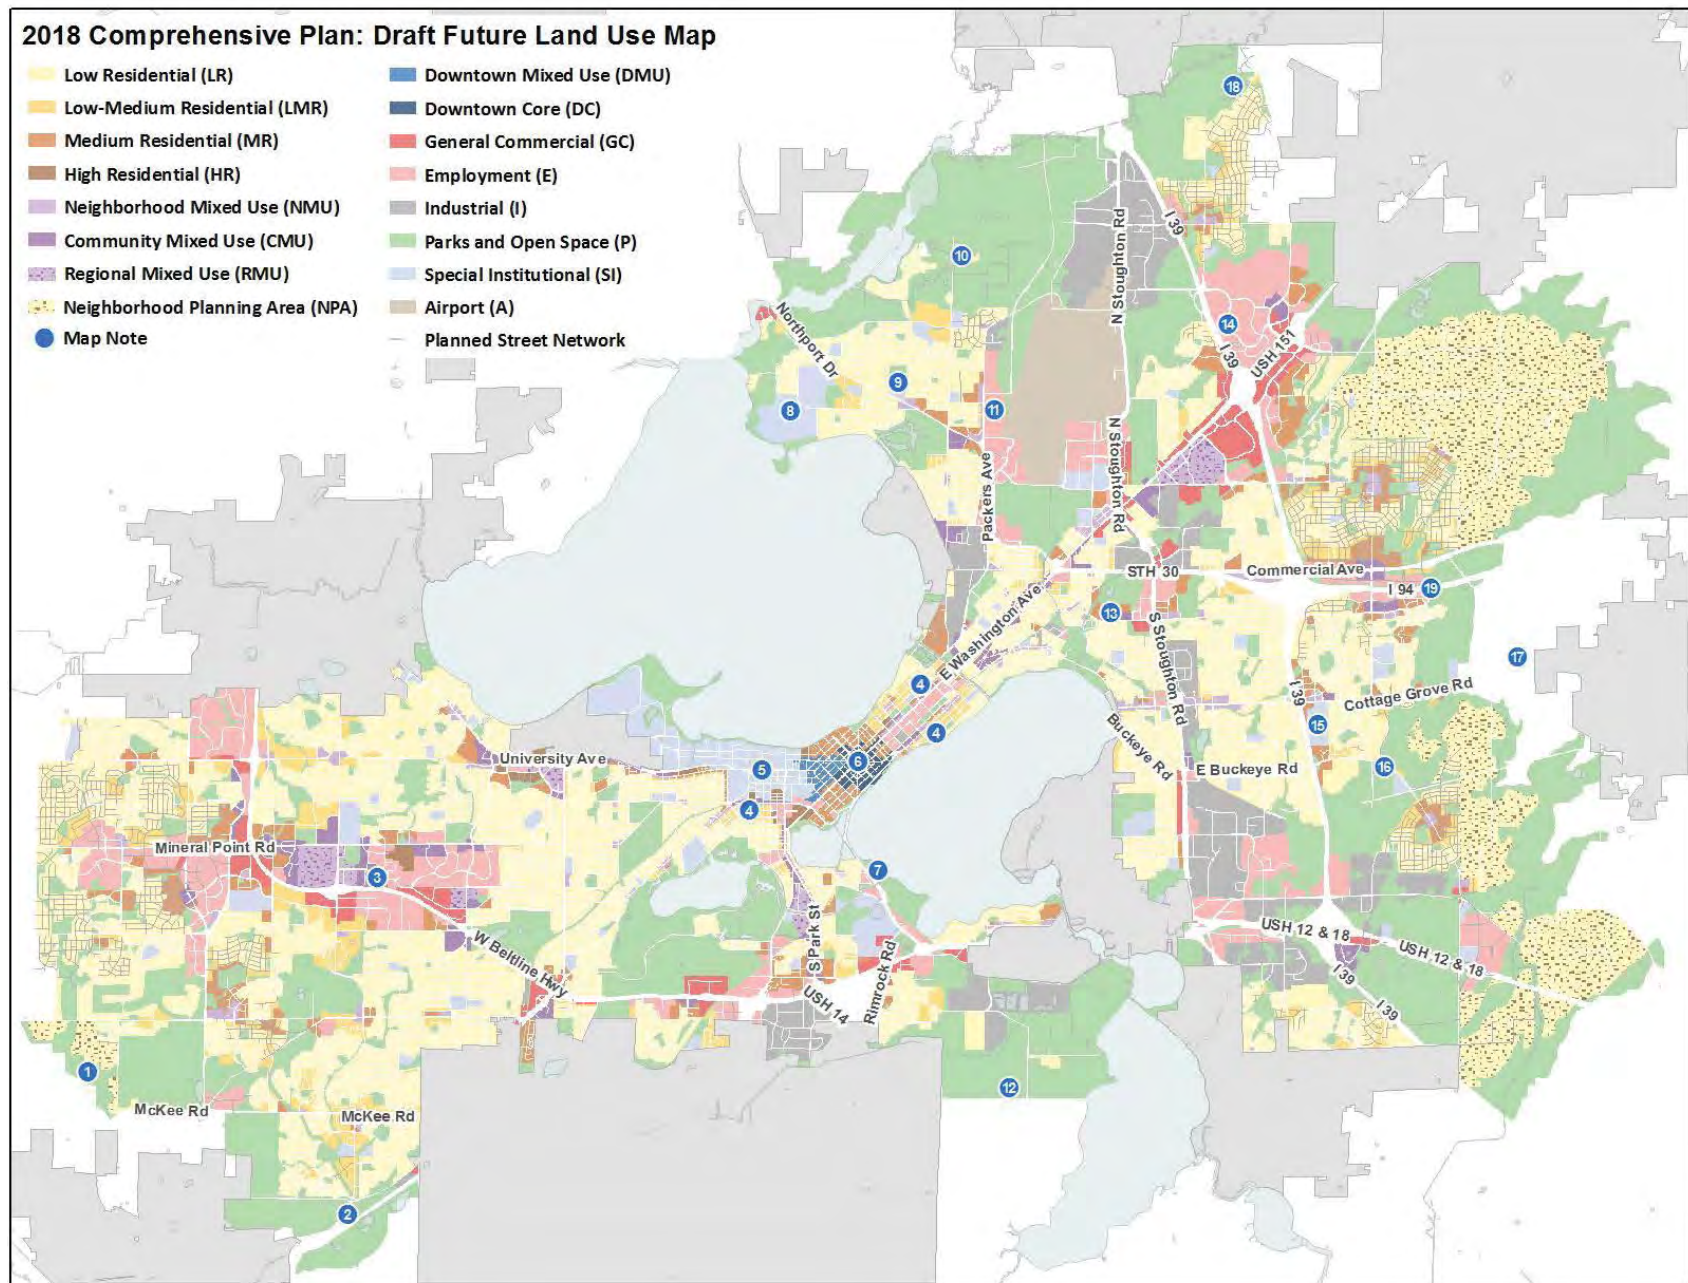 2018 Comprehensive Plan: Draft Future Land Use Map
Low Residential (LR)
Low-Medium Residential (LMR)
Medium Residential (MR)
High Residential (HR)
Neighborhood Mixed Use (NMU)
Community Mixed Use (CMU)
Regional Mixed Use (RMU)
Neighborhood Planning Area (NPA)
Map Note
Downtown Mixed Use (DMU)
Downtown Core (DC)
General Commercial (GC)
Employment (E)
Industrial (I)
Parks and Open Space (P)
Special Institutional (SI)
Airport (A)
Planned Street Network
18
I 39
N Stoughton Rd
10
Northport Dr
14
I 39
USH 151
9
8
11
N Stoughton Rd
Packers Ave
STH 30
Commercial Ave
I 94
19
13
E Washington Ave
S Stoughton Rd
17
4
I 39
Cottage Grove Rd
15
4
Buckeye Rd
University Ave
5
6
E Buckeye Rd
16
4
Mineral Point Rd
3
7
S Park St
W Beltline Hwy
Rimrock Rd
USH 14
USH 12 & 18
USH 12 & 18
I 39
I 39
1
12
McKee Rd
McKee Rd
2